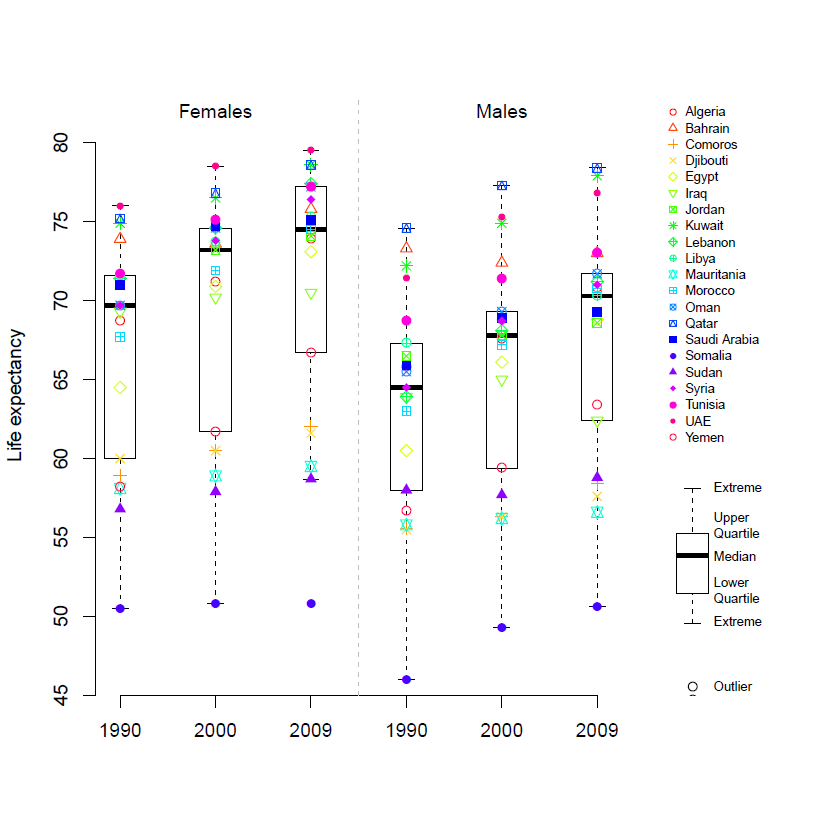 Females
Males
Life expectancy
80
75
70
65
60
55
50
45
1990
2000
2009
1990
2000
2009
Algeria
Bahrain
Comoros
Djibouti
Egypt
Iraq
Jordan
Kuwait
Lebanon
Libya
Mauritania
Morocco
Oman
Qatar
Saudi Arabia
Somalia
Sudan
Syria
Tunisia
UAE
Yemen
Extreme
Upper
Quartile
Median
Lower
Quartile
Extreme
Outlier